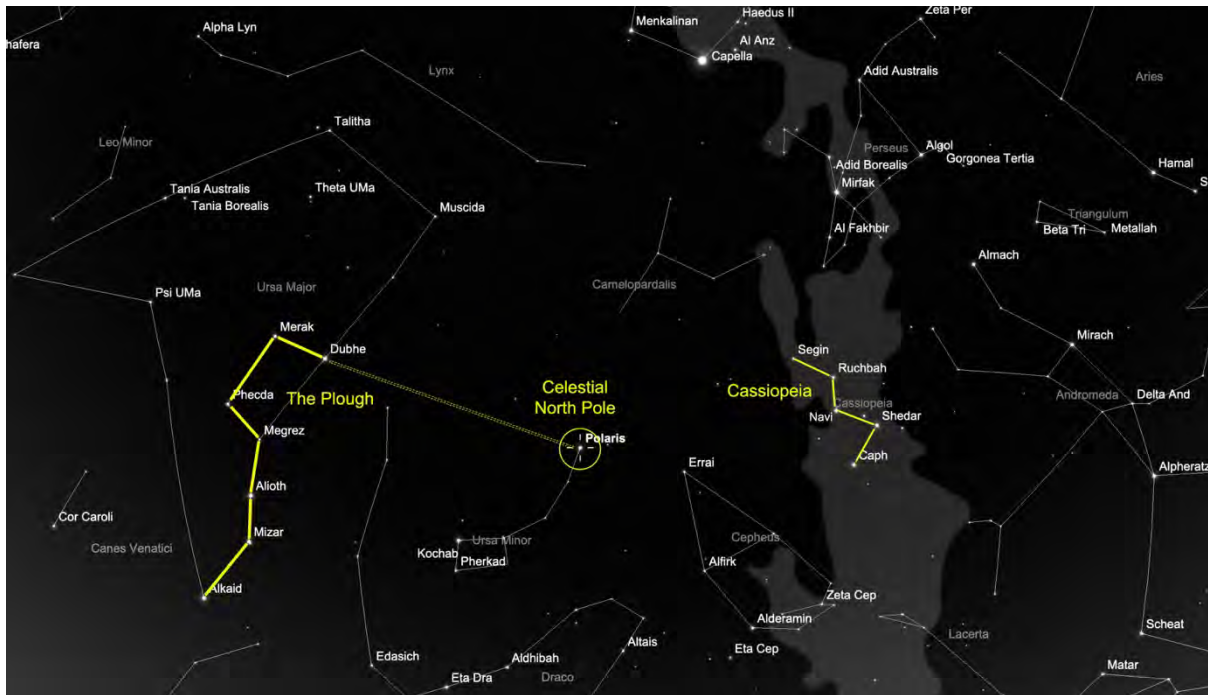 hafera
Alpha Lyn
Lynx
Menkalinan
Haedus II
Al Anz
Capella
Zeta Per
Adid Australis
Aries
Leo Minor
Talitha
Perseus
Algol
Gorgonea Tertia
Adid Borealis
Mirfak
Hamal
S
Tania Australis
Tania Borealis
Theta UMa
Muscida
Al Fakhbir
Triangulum
Beta Tri
Metallah
Almach
Psi UMa
Ursa Major
Camelopardalis
Merak
Dubhe
Segin
Ruchbah
Mirach
The Plough
Phecda
Celestial
North Pole
Cassiopeia
Cassiopeia
Navi
Shedar
Andromeda
Delta And
Megrez
Polaris
Caph
Errai
Alpheratz
Alioth
Cor Caroli
Mizar
Canes Venatici
Kochab
Ursa Minor
Pherkad
Cepheus
Alfirk
Alkaid
Zeta Cep
Alderamin
Eta Cep
Lacerta
Scheat
Edasich
Aldhibah
Altais
Eta Dra
Draco
Matar